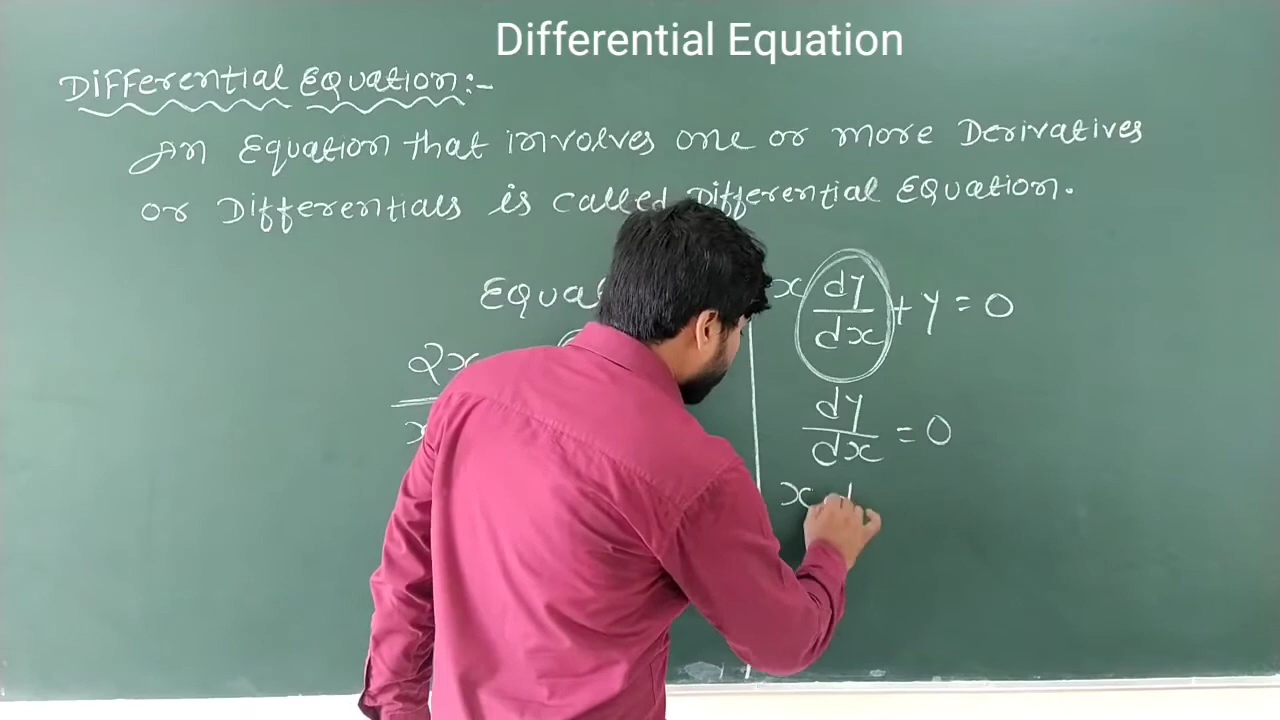 Differential Equation
Differential Equation:-
An Equation that involves one or more Derivatives
or Differentials is called Differential Equation.
x dy/dx + y = 0
2x
dy/dx = 0
x